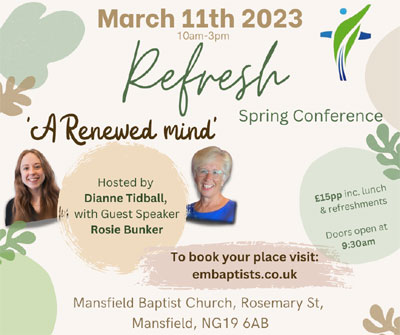 March 11th 2023
10am-3pm
Refresh
Spring Conference
'A Renewed mind'
Hosted by
Dianne Tidball,
with Guest Speaker
Rosie Bunker
£15pp inc. lunch
& refreshments
Doors open at
9:30am
To book your place visit:
embaptists.co.uk
Mansfield Baptist Church, Rosemary St,
Mansfield, NG19 6AB